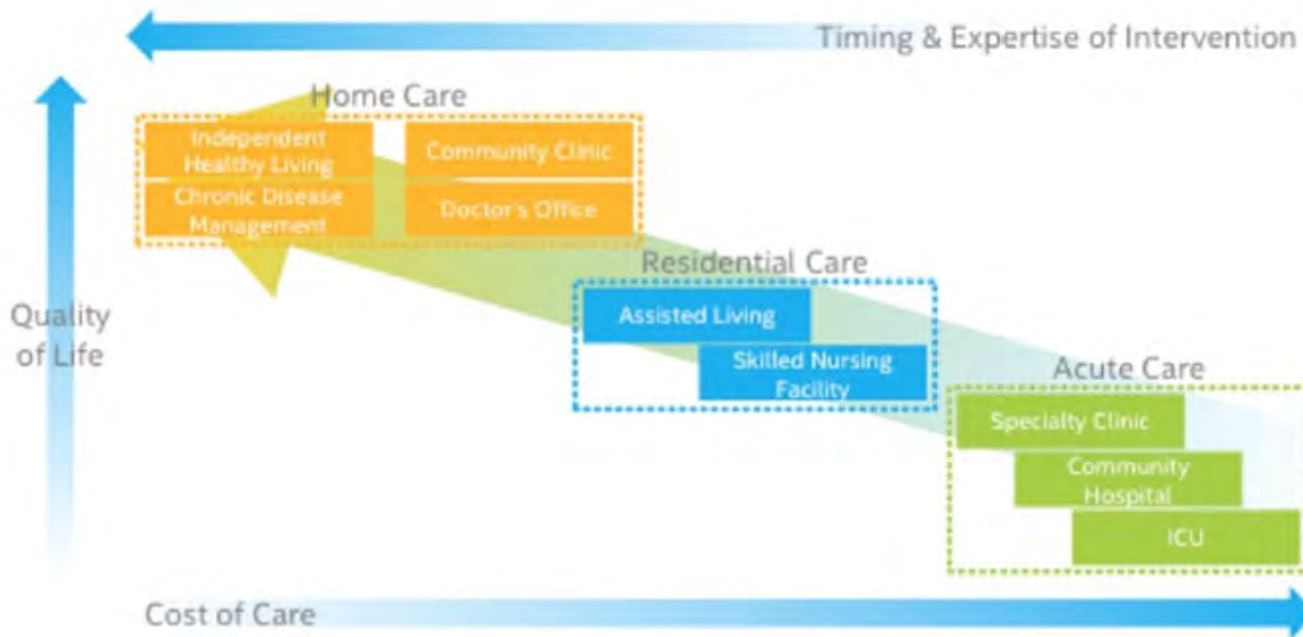 Timing & Expertise of Intervention
Home Care
Independent
Healthy Living
Community Clinic
Chronic Disease
Management
Doctor's Office
Residential Care
Assisted Living
Skilled Nursing
Facility
Quality
of Life
Acute Care
Specialty Clinic
Community
Hospital
ICU
Cost of Care